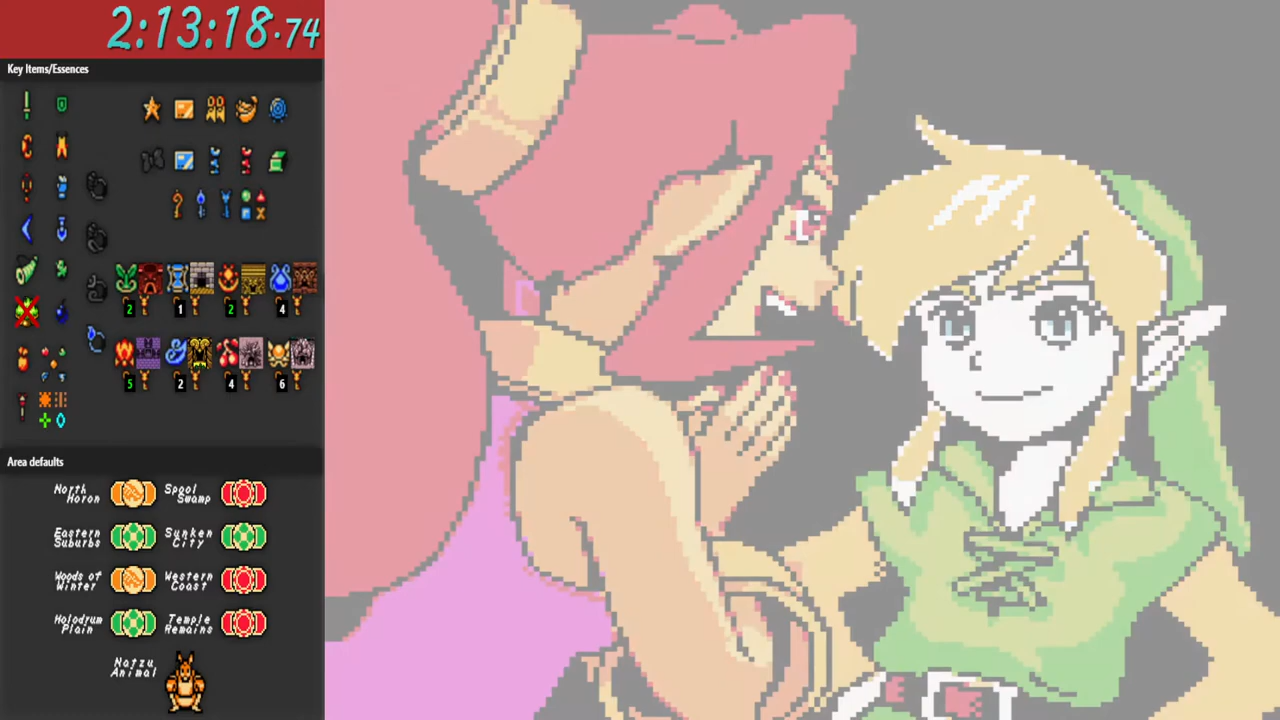 2:13:18.74
Key Items/Essences
2 1 2 4
5 2 4 6
Area defaults
North Horon
Spool Swamp
Eastern Suburbs
Sunken City
Woods of Winter
Western Coast
Holodrum Plain
Temple Remains
Natzu Animal